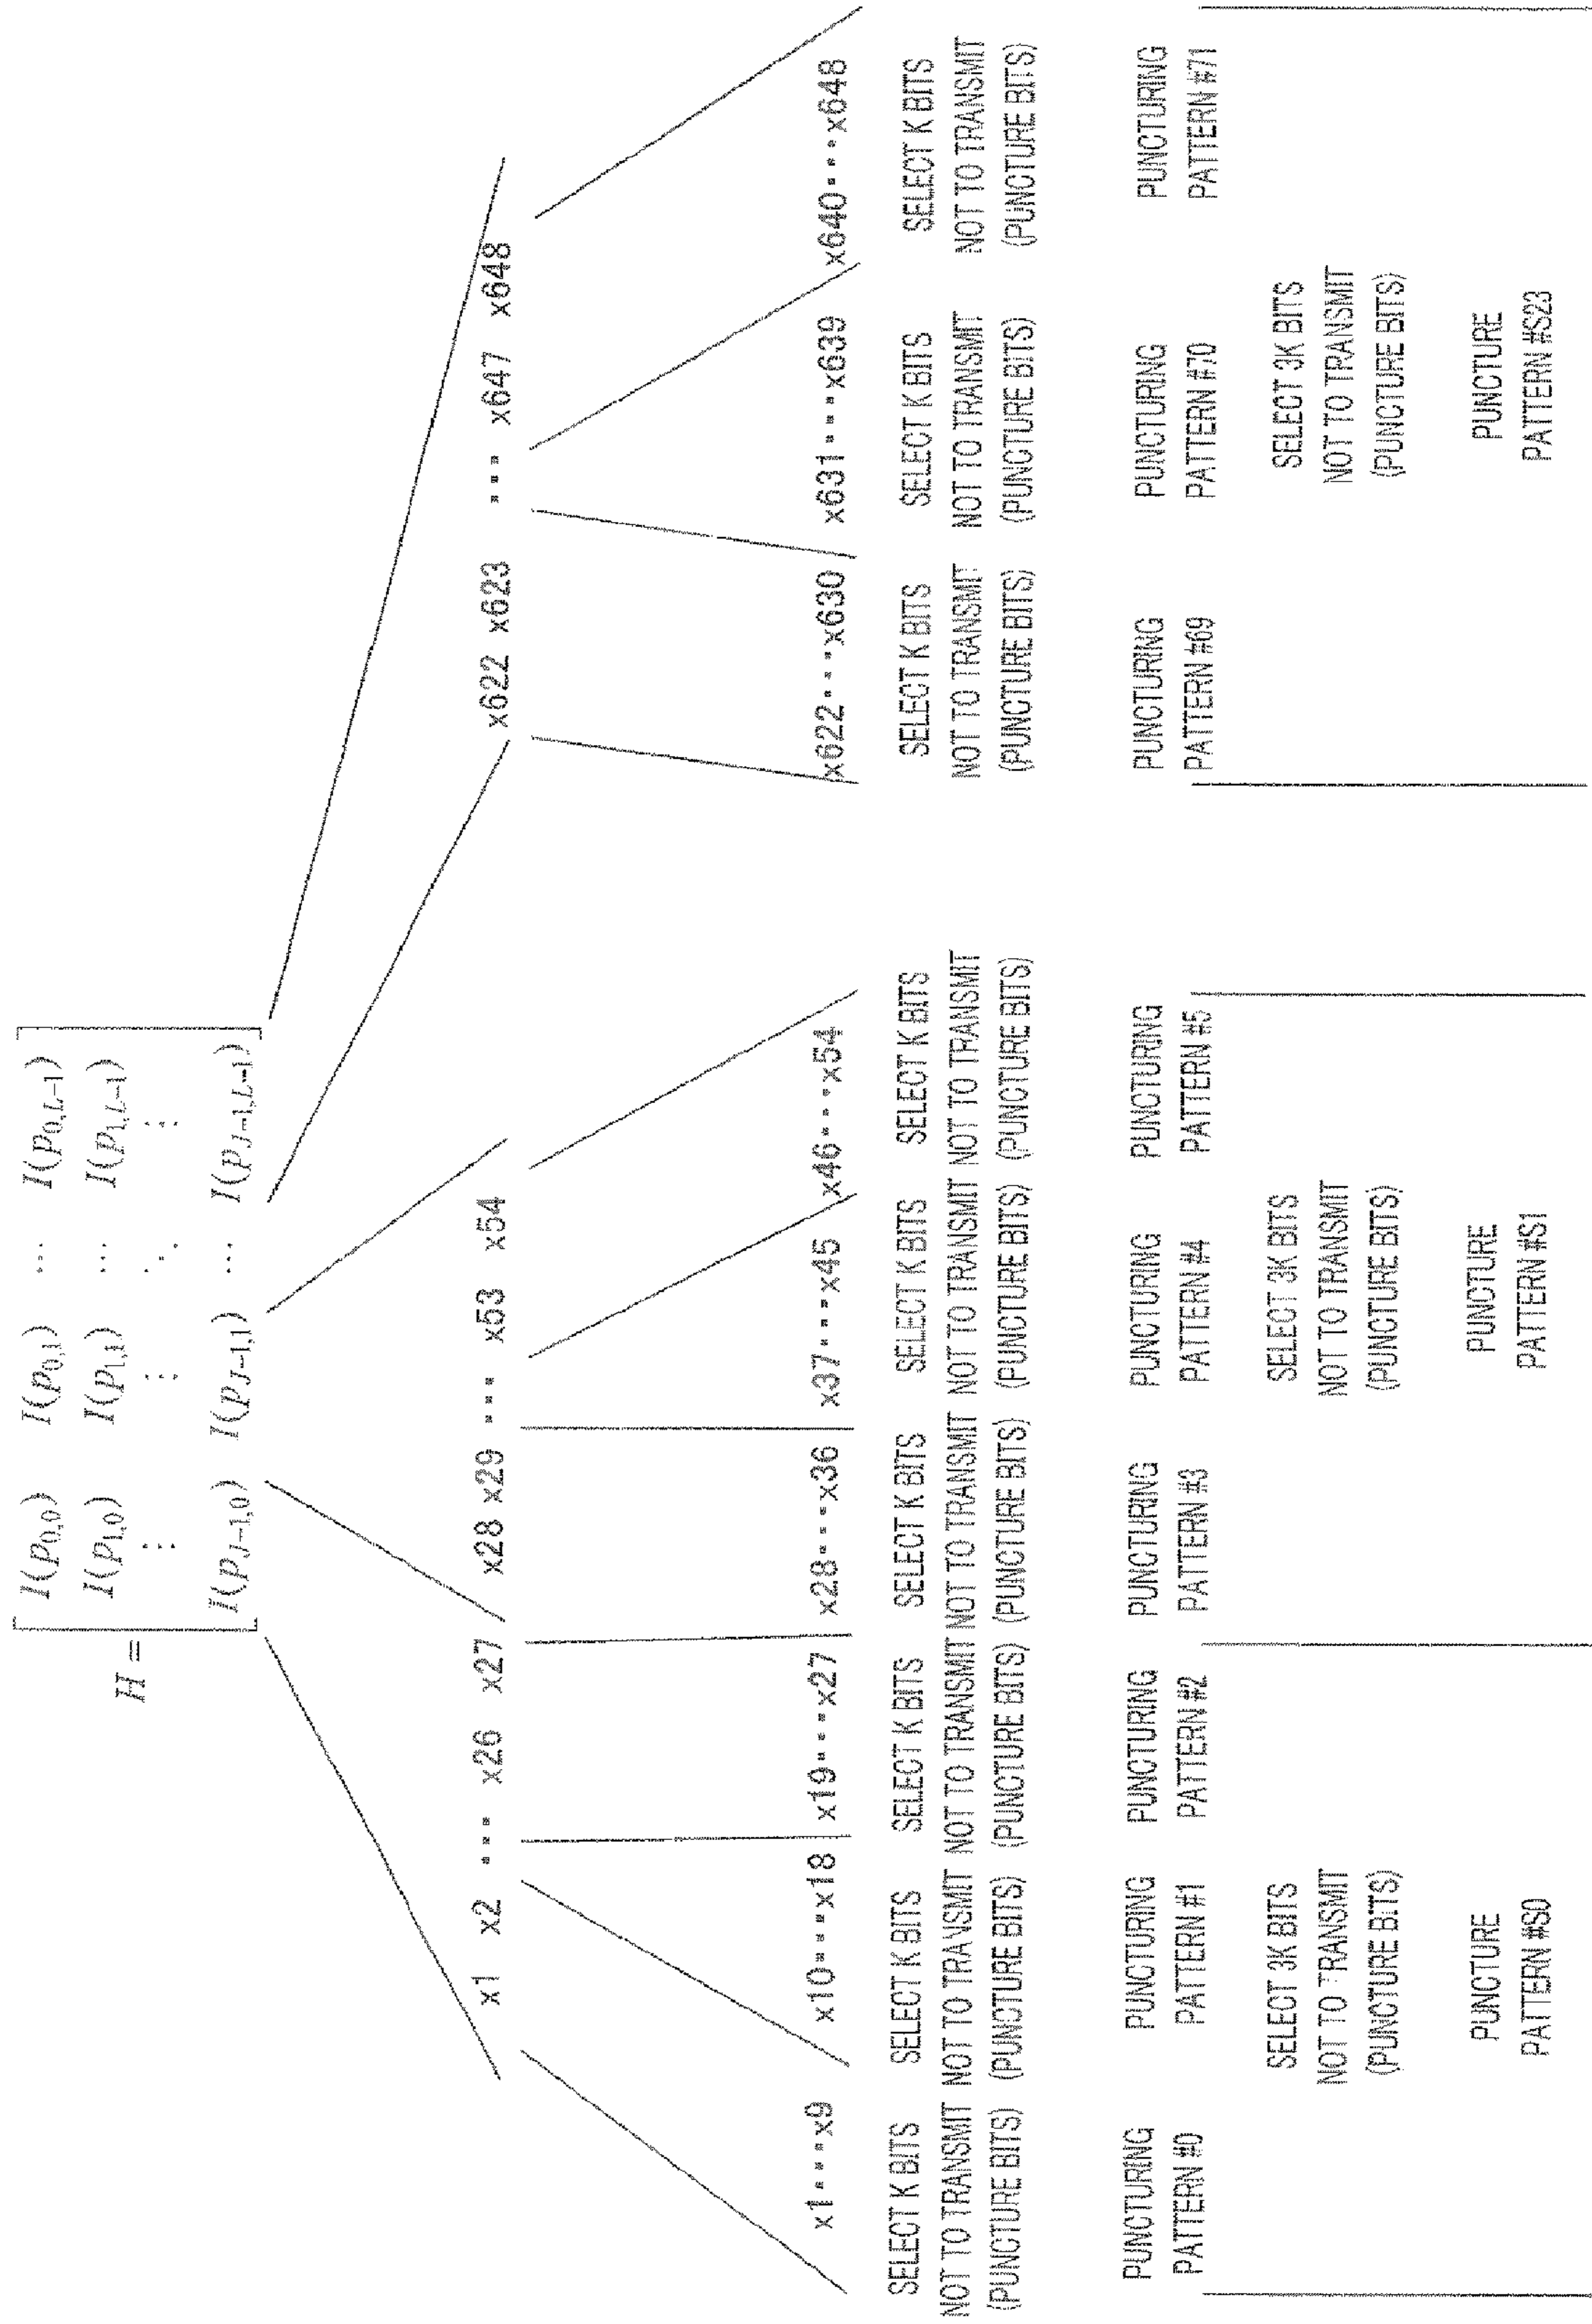 H =
I(p0,0) I(p0,1) ··· I(p0,L−1)
I(p1,0) I(p1,1) ··· I(p1,L−1)
⋮ ⋮ ⋱ ⋮
I(pJ−1,0) I(pJ−1,1) ··· I(pJ−1,L−1)
x1 x2 ··· x26 x27 x28 x29 ··· x53 x54 x622 x623 ··· x647 x648
x1···x9 x10···x18 x19···x27 x28···x36 x37···x45 x46···x54 x622···x630 x631···x639 x640···x648
SELECT K BITS SELECT K BITS SELECT K BITS SELECT K BITS SELECT K BITS SELECT K BITS SELECT K BITS SELECT K BITS SELECT K BITS
NOT TO TRANSMIT NOT TO TRANSMIT NOT TO TRANSMIT NOT TO TRANSMIT NOT TO TRANSMIT NOT TO TRANSMIT NOT TO TRANSMIT NOT TO TRANSMIT NOT TO TRANSMIT
(PUNCTURE BITS) (PUNCTURE BITS) (PUNCTURE BITS) (PUNCTURE BITS) (PUNCTURE BITS) (PUNCTURE BITS) (PUNCTURE BITS) (PUNCTURE BITS) (PUNCTURE BITS)
PUNCTURING PUNCTURING PUNCTURING PUNCTURING PUNCTURING PUNCTURING PUNCTURING PUNCTURING PUNCTURING
PATTERN #0 PATTERN #1 PATTERN #2 PATTERN #3 PATTERN #4 PATTERN #5 PATTERN #69 PATTERN #70 PATTERN #71
SELECT 3K BITS SELECT 3K BITS SELECT 3K BITS
NOT TO TRANSMIT NOT TO TRANSMIT NOT TO TRANSMIT
(PUNCTURE BITS) (PUNCTURE BITS) (PUNCTURE BITS)
PUNCTURE PUNCTURE PUNCTURE
PATTERN #S0 PATTERN #S1 PATTERN #S23